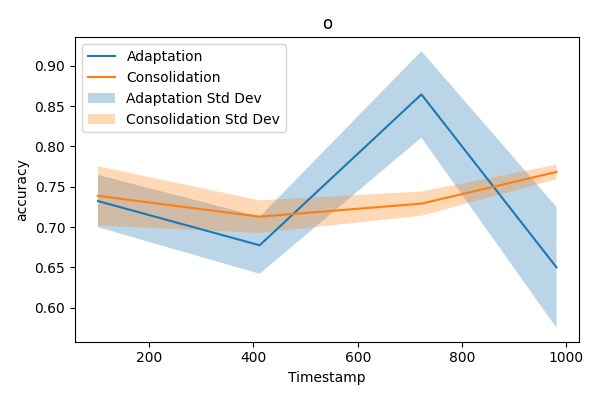 o
Adaptation
Consolidation
Adaptation Std Dev
Consolidation Std Dev
0.90
0.85
0.80
0.75
0.70
0.65
0.60
accuracy
200
400
600
800
1000
Timestamp